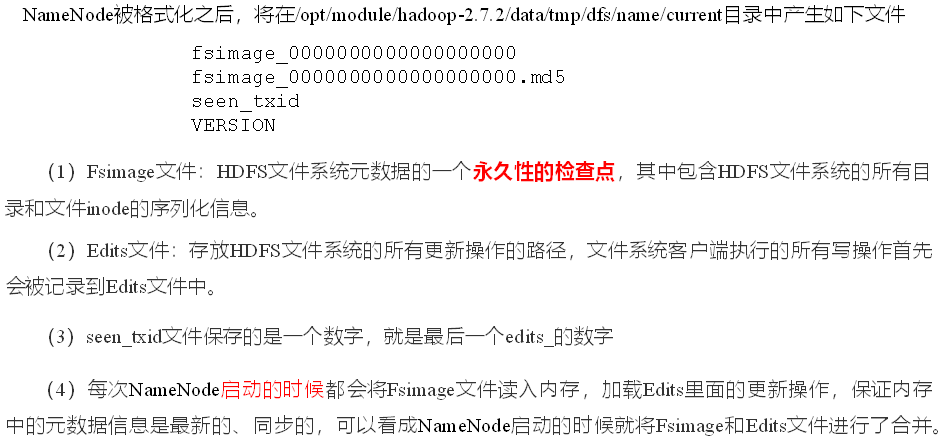 NameNode被格式化之后，将在/opt/module/hadoop-2.7.2/data/tmp/dfs/name/current目录中产生如下文件
fsimage_0000000000000000000
fsimage_0000000000000000000.md5
seen_txid
VERSION
（1）Fsimage文件：HDFS文件系统元数据的一个永久性的检查点，其中包含HDFS文件系统的所有目
录和文件inode的序列化信息。
（2）Edits文件：存放HDFS文件系统的所有更新操作的路径，文件系统客户端执行的所有写操作首先
会被记录到Edits文件中。
（3）seen_txid文件保存的是一个数字，就是最后一个edits_的数字
（4）每次NameNode启动的时候都会将Fsimage文件读入内存，加载Edits里面的更新操作，保证内存
中的元数据信息是最新的、同步的，可以看成NameNode启动的时候就将Fsimage和Edits文件进行了合并。